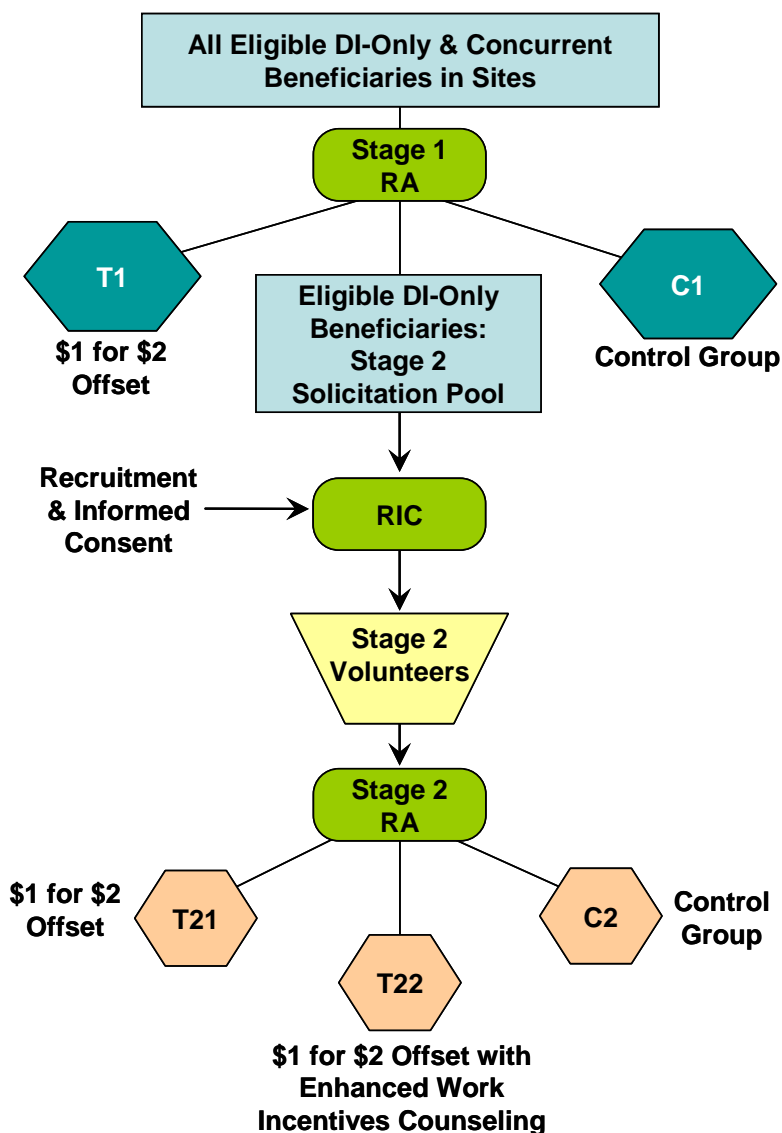 All Eligible DI-Only & Concurrent
Beneficiaries in Sites
Stage 1
RA
T1
$1 for $2
Offset
Eligible DI-Only
Beneficiaries:
Stage 2
Solicitation Pool
C1
Control Group
Recruitment
& Informed
Consent
RIC
Stage 2
Volunteers
Stage 2
RA
$1 for $2
Offset
T21
T22
$1 for $2 Offset with
Enhanced Work
Incentives Counseling
C2
Control
Group